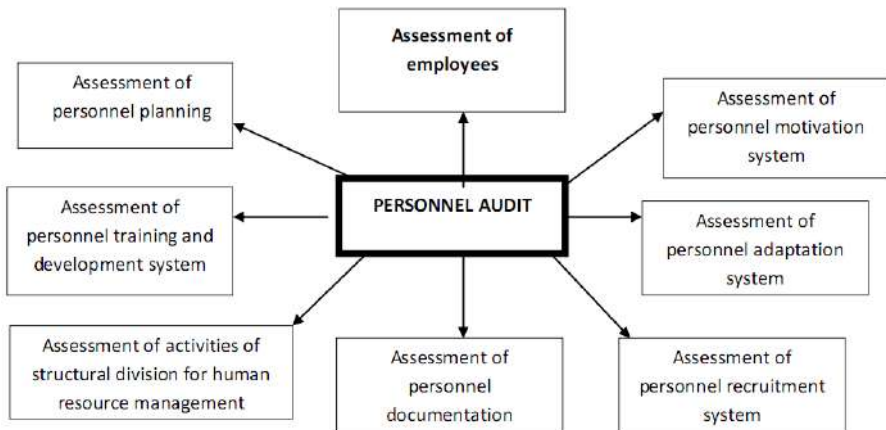 Assessment of
employees
Assessment of
personnel planning
Assessment of
personnel motivation
system
PERSONNEL AUDIT
Assessment of
personnel training and
development system
Assessment of
personnel adaptation
system
Assessment of activities of
structural division for human
resource management
Assessment of
personnel
documentation
Assessment of
personnel recruitment
system